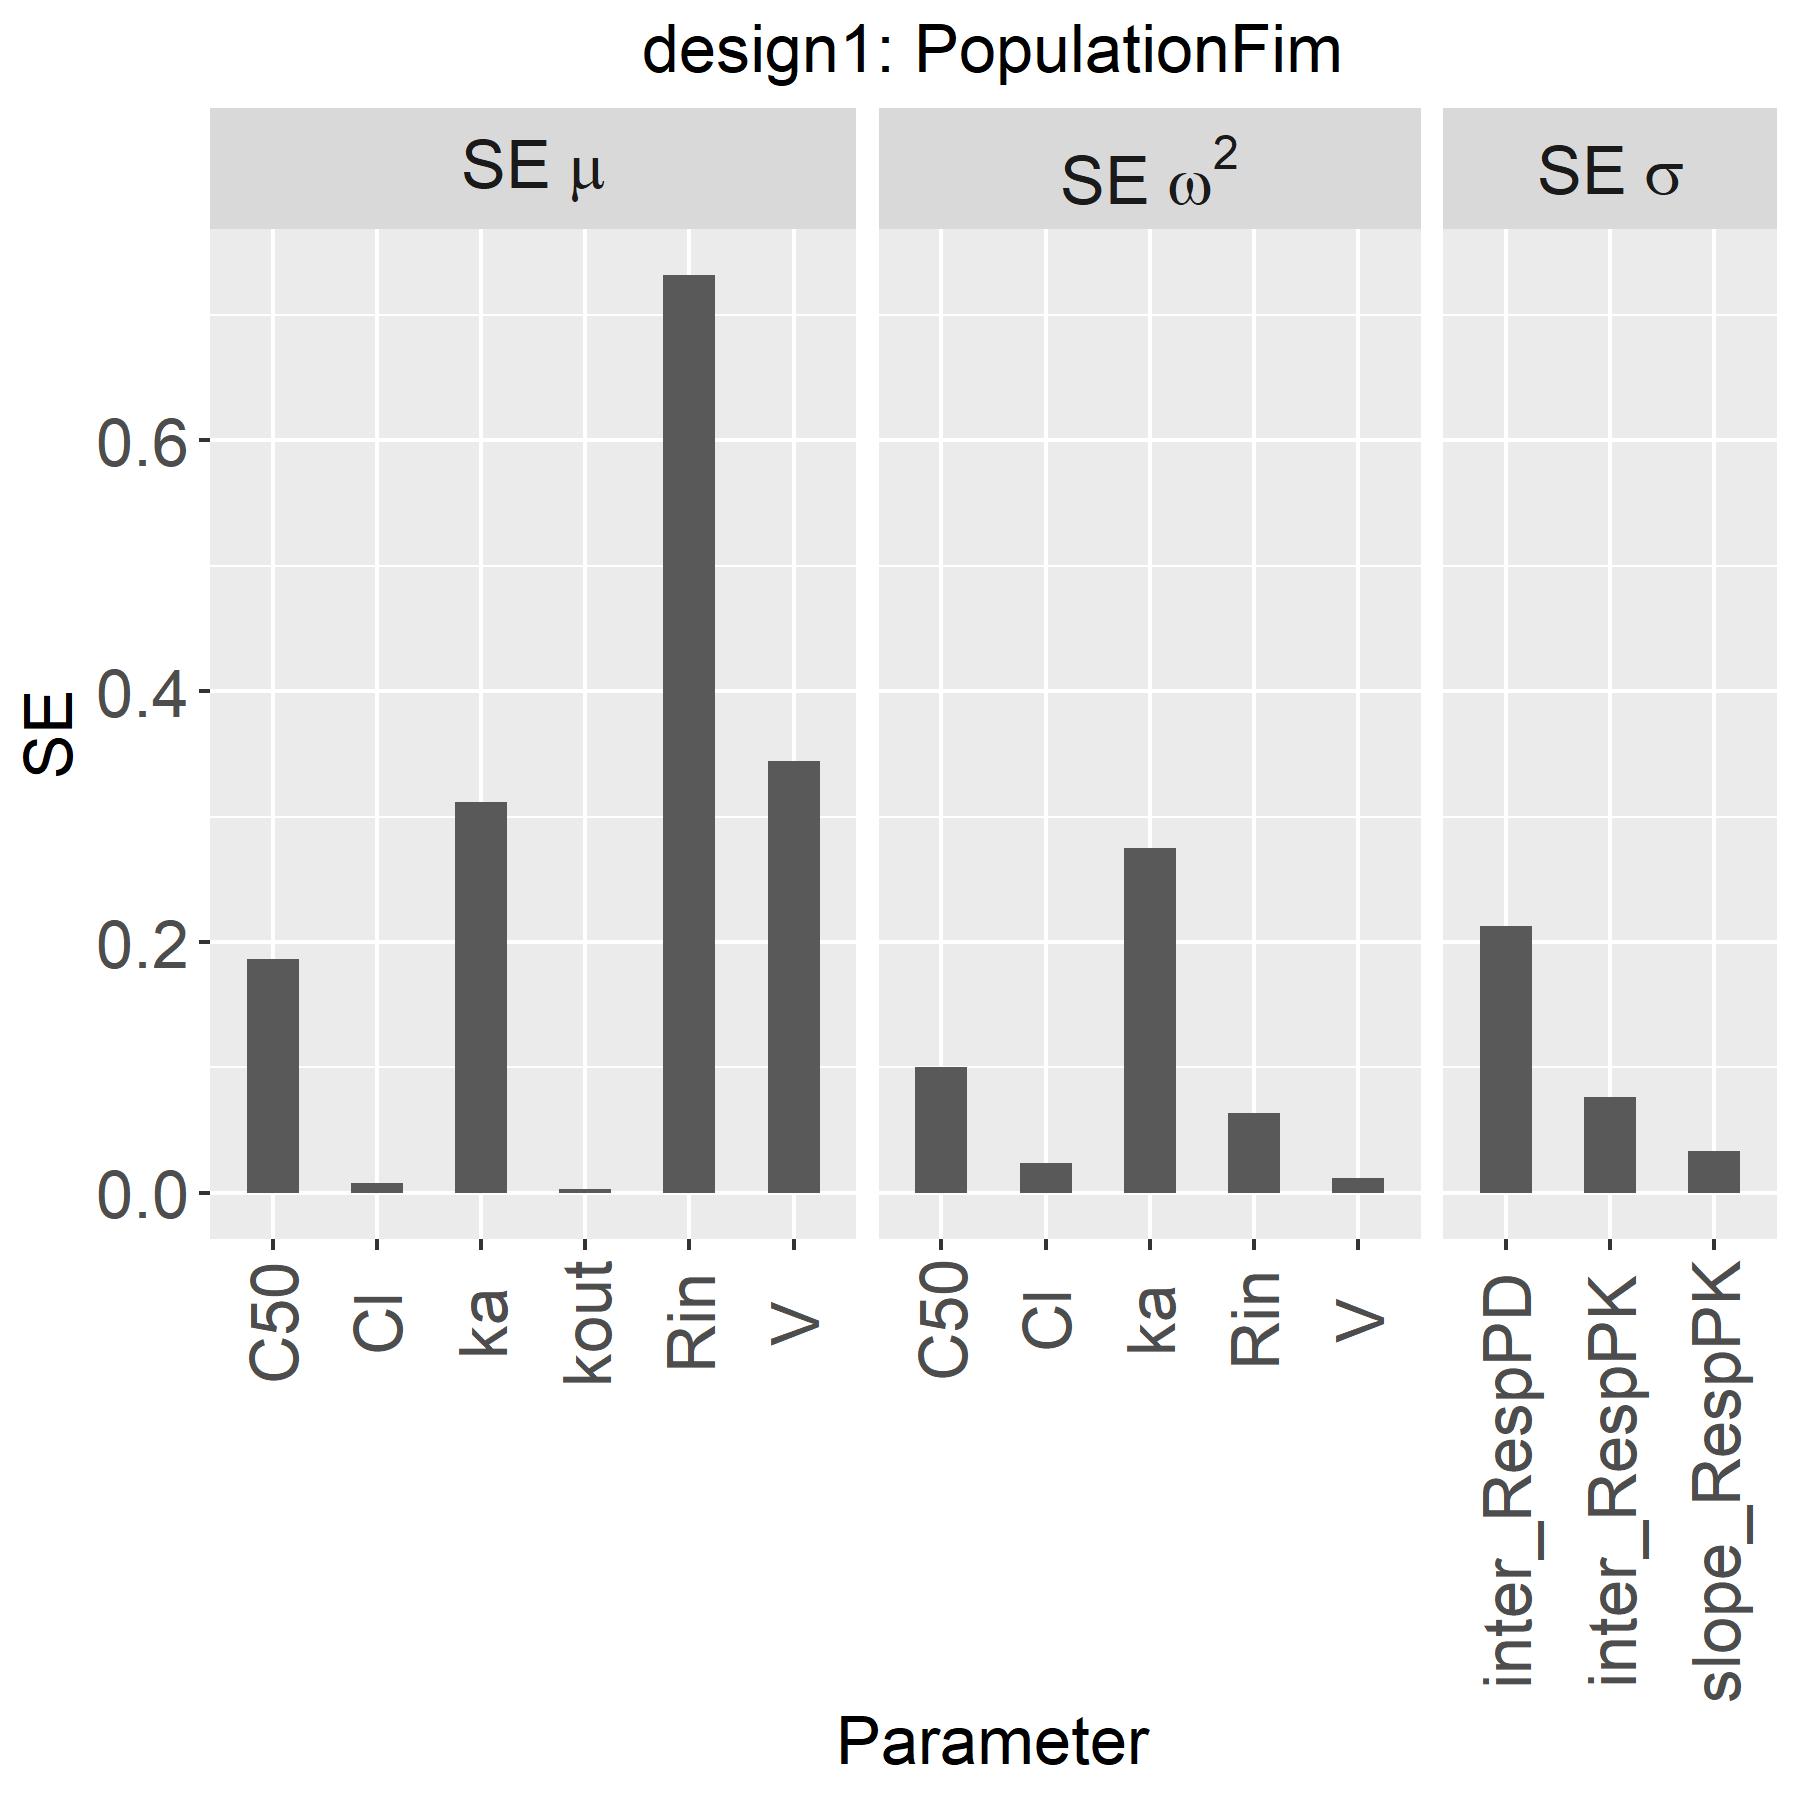 design1: PopulationFim
SE μ
SE ω²
SE σ
SE
0.6
0.4
0.2
0.0
C50
Cl
ka
kout
Rin
V
C50
Cl
ka
Rin
V
inter_RespPD
inter_RespPK
slope_RespPK
Parameter